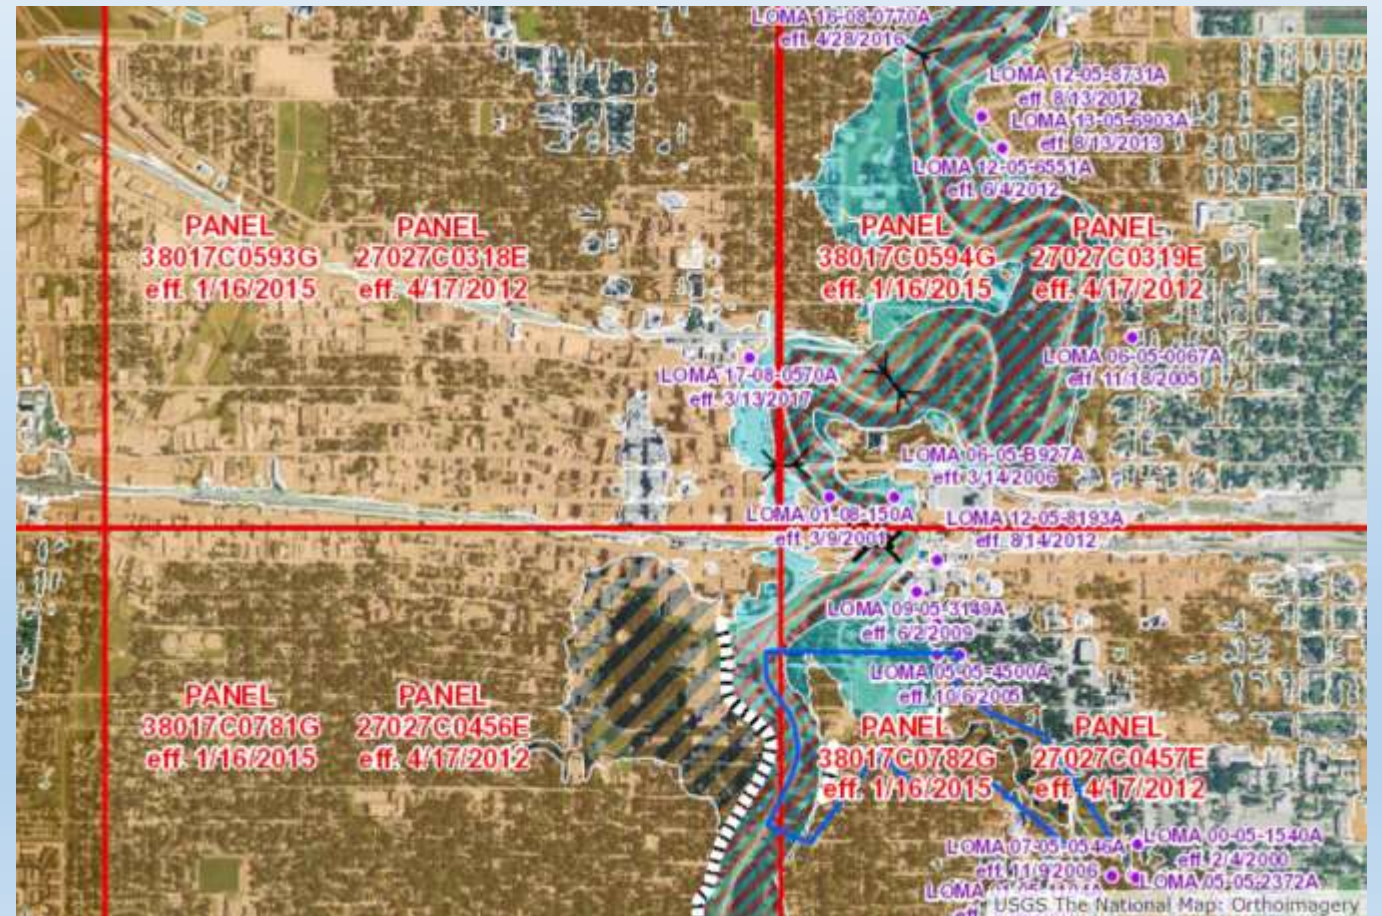 LOMA 16-08-0770A
eff. 4/28/2016
LOMA 12-05-8731A
eff. 8/13/2012
LOMA 13-05-6903A
eff. 8/13/2013
LOMA 12-05-6551A
eff. 6/4/2012
PANEL
38017C0593G
eff. 1/16/2015
PANEL
27027C0318E
eff. 4/17/2012
PANEL
38017C0594G
eff. 1/16/2015
PANEL
27027C0319E
eff. 4/17/2012
LOMA 06-05-0067A
eff. 11/18/2005
LOMA 17-08-0570A
eff. 3/13/2017
LOMA 06-05-B927A
eff. 3/14/2006
LOMA 01-08-150A
eff. 3/9/2001
LOMA 12-05-8193A
eff. 8/14/2012
LOMA 09-05-3149A
eff. 6/2/2009
LOMA 05-05-4500A
eff. 10/6/2005
PANEL
38017C0781G
eff. 1/16/2015
PANEL
27027C0456E
eff. 4/17/2012
PANEL
38017C0782G
eff. 1/16/2015
PANEL
27027C0457E
eff. 4/17/2012
LOMA 07-05-0546A
eff. 11/9/2006
LOMA 00-05-1540A
eff. 2/4/2000
LOMA 05-05-2372A
USGS The National Map: Orthoimagery